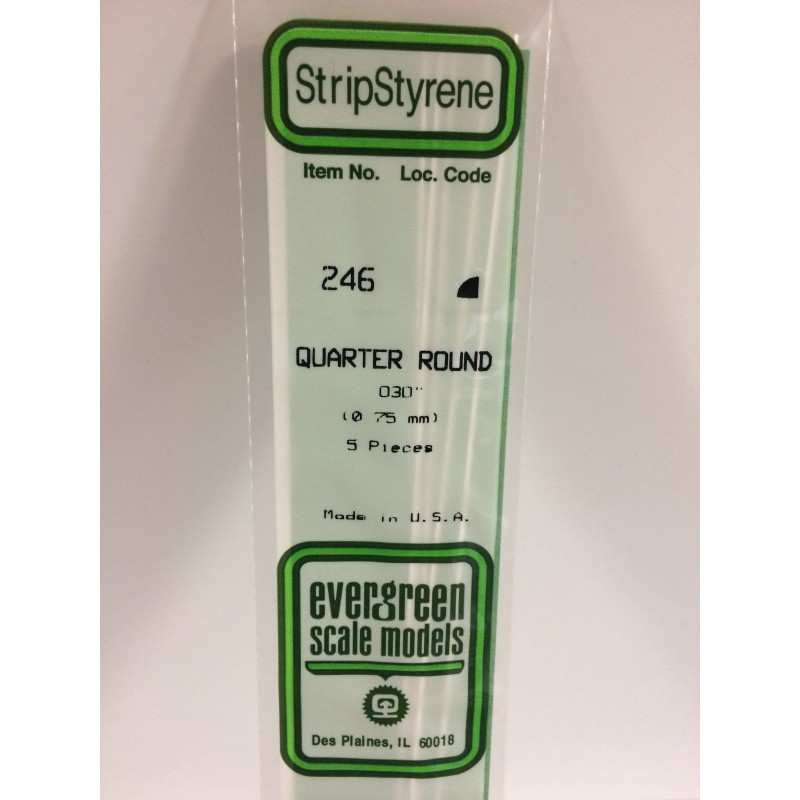 StripStyrene
Item No. Loc. Code
246
QUARTER ROUND
.030"
(0.75 mm)
5 Pieces
Made in U.S.A.
evergreen
scale models
Des Plaines, IL 60018